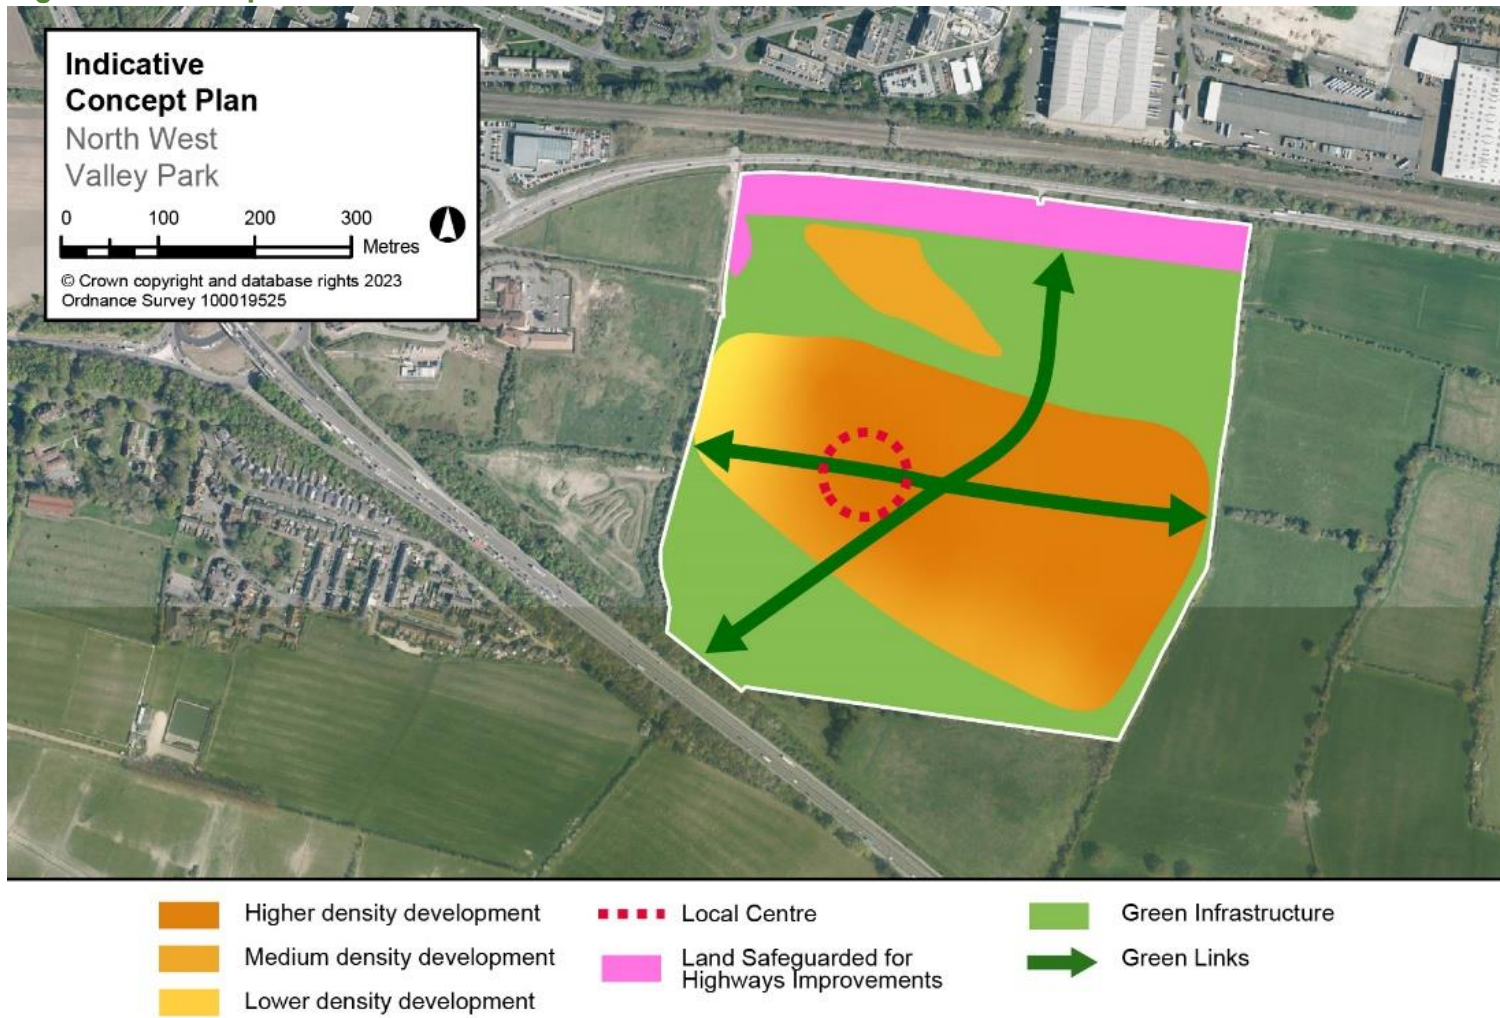 Indicative
Concept Plan
North West
Valley Park
0 100 200 300
Metres
© Crown copyright and database rights 2023
Ordnance Survey 100019525
Higher density development
Medium density development
Lower density development
Local Centre
Land Safeguarded for
Highways Improvements
Green Infrastructure
Green Links